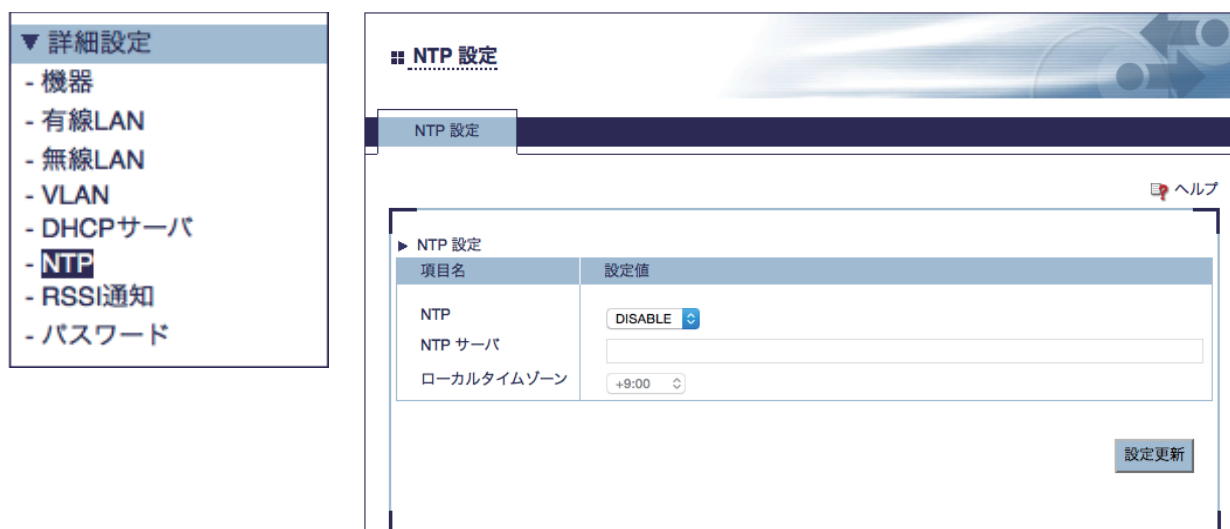 ▼ 詳細設定
- 機器
- 有線LAN
- 無線LAN
- VLAN
- DHCPサーバ
- NTP
- RSSI通知
- パスワード
NTP 設定
NTP 設定
ヘルプ
▶ NTP 設定
項目名 設定値
NTP DISABLE
NTP サーバ
ローカルタイムゾーン +9:00
設定更新